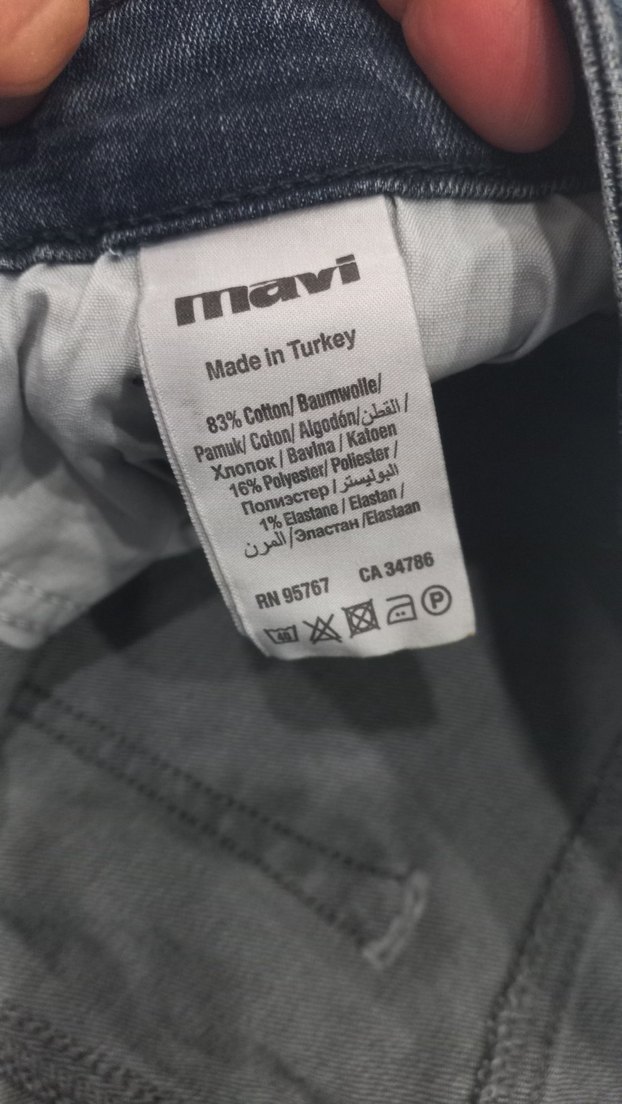 mavi
Made in Turkey
83% Cotton/ Baumwolle/
Pamuk/ Coton/ Algodón/القطن/
Хлопок / Bavlna / Katoen
16% Polyester/ Poliester /
Полиэстер / البوليستر
1% Elastane / Elastan /
المرن /Эластан /Elastaan
RN 95767 CA 34786
40 P